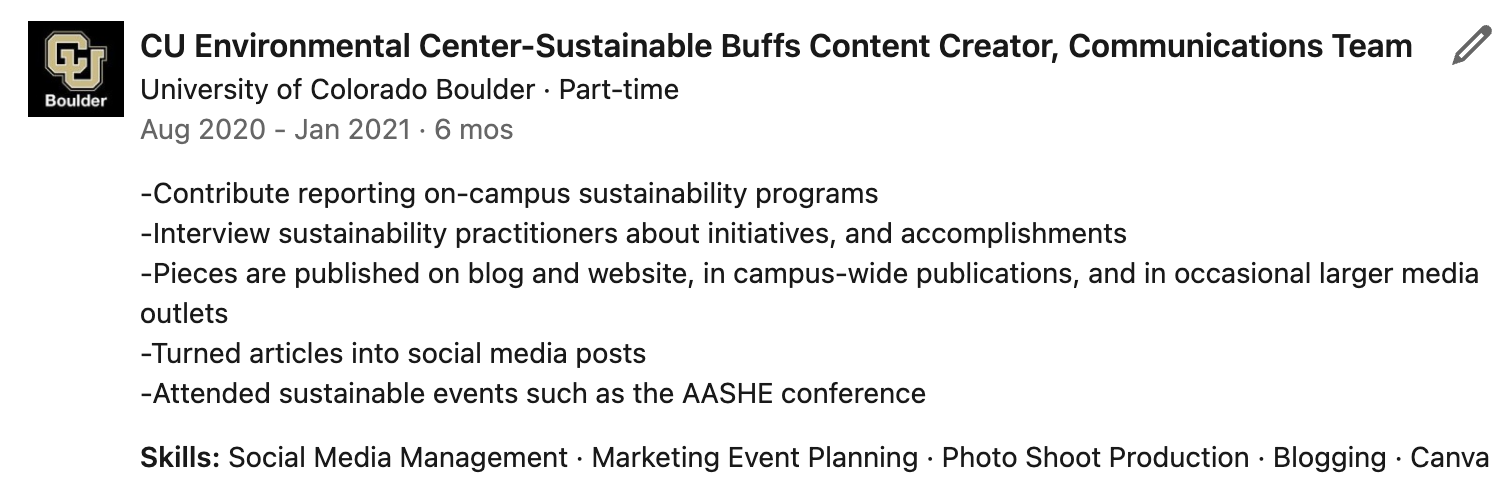 CU Environmental Center-Sustainable Buffs Content Creator, Communications Team
CU
Boulder
University of Colorado Boulder · Part-time
Aug 2020 - Jan 2021 · 6 mos
-Contribute reporting on-campus sustainability programs
-Interview sustainability practitioners about initiatives, and accomplishments
-Pieces are published on blog and website, in campus-wide publications, and in occasional larger media
outlets
-Turned articles into social media posts
-Attended sustainable events such as the AASHE conference
Skills: Social Media Management · Marketing Event Planning · Photo Shoot Production · Blogging · Canva